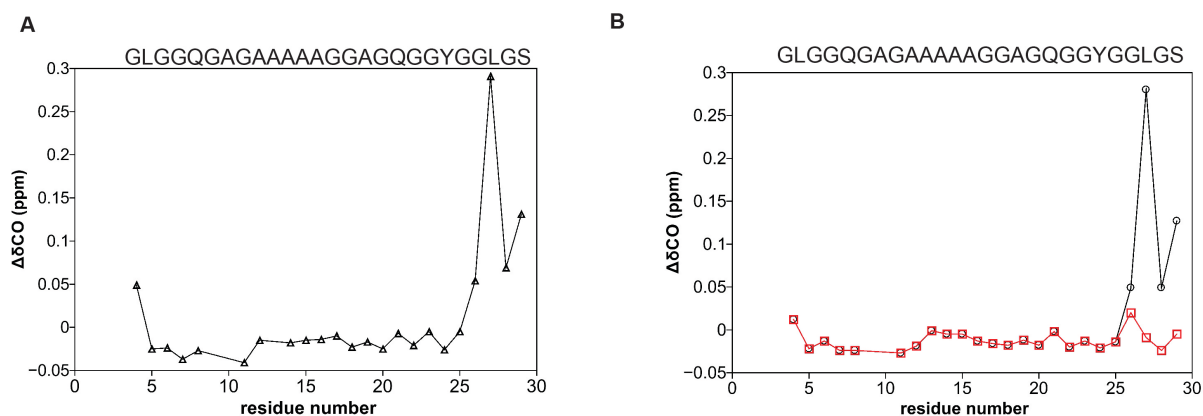 A
GLGGQGAGAAAAAGGAGQGGYGGLGS
0.3
0.25
0.2
0.15
0.1
0.05
0
−0.05
ΔδCO (ppm)
0 5 10 15 20 25 30
residue number
B
GLGGQGAGAAAAAGGAGQGGYGGLGS
0.3
0.25
0.2
0.15
0.1
0.05
0
−0.05
ΔδCO (ppm)
0 5 10 15 20 25 30
residue number